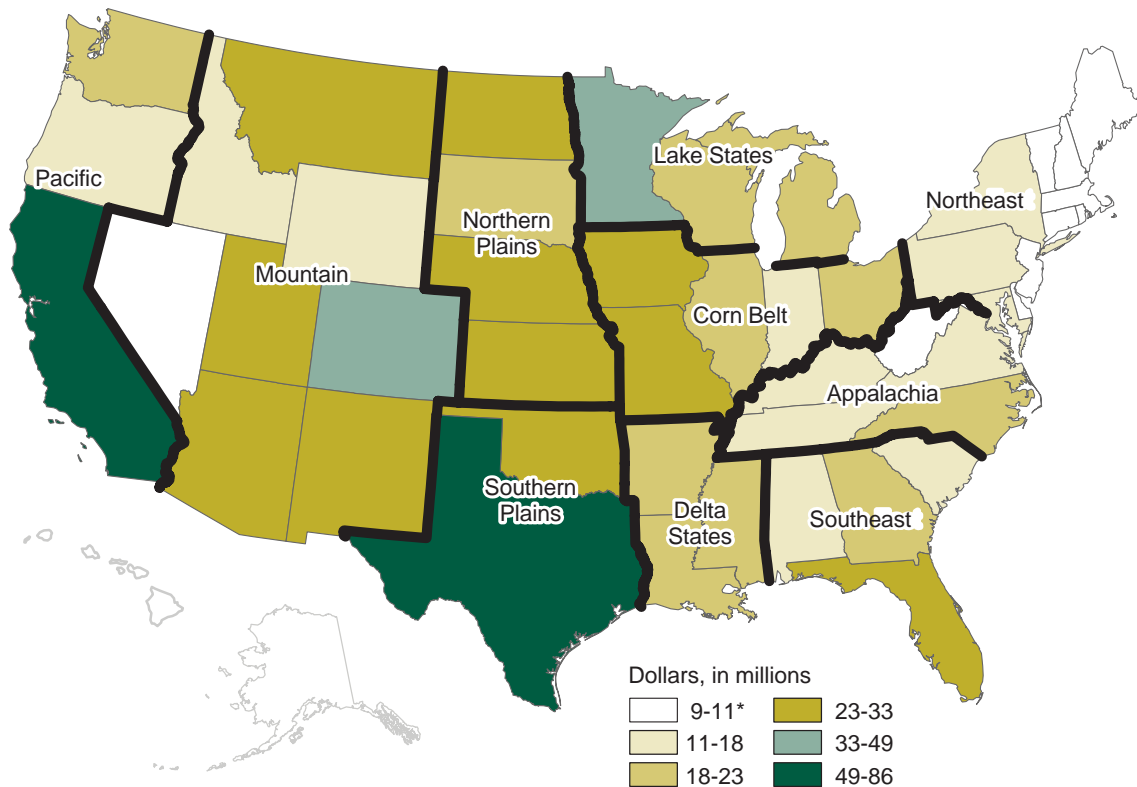 Lake States
Pacific
Northeast
Northern
Plains
Mountain
Corn Belt
Appalachia
Southern
Plains
Delta
States
Southeast
Dollars, in millions
9-11*
23-33
11-18
33-49
18-23
49-86